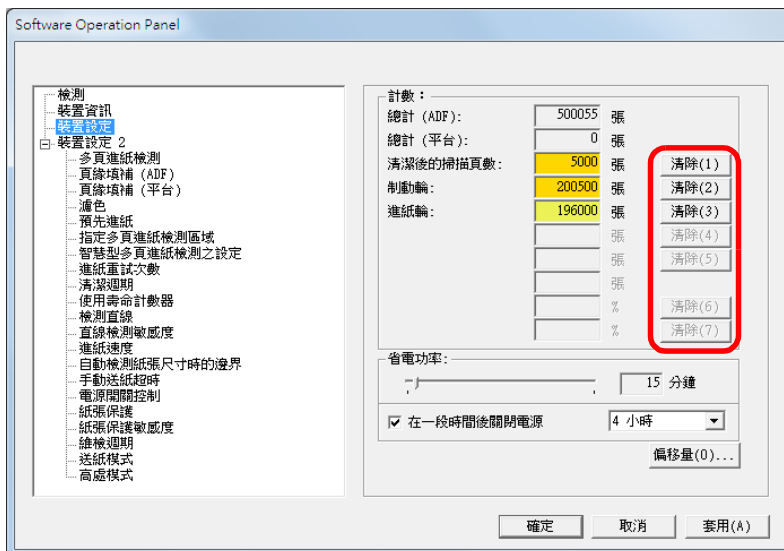 Software Operation Panel
檢測
裝置資訊
裝置設定
裝置設定 2
多頁進紙檢測
頁緣填補 (ADF)
頁緣填補 (平台)
濾色
預先進紙
指定多頁進紙檢測區域
智慧型多頁進紙檢測之設定
進紙重試次數
清潔週期
使用壽命計數器
檢測直線
直線檢測敏感度
進紙速度
自動檢測紙張尺寸時的邊界
手動送紙超時
電源開關控制
紙張保護
紙張保護敏感度
維檢週期
送紙模式
高處模式
計數：
總計 (ADF): 500055 張
總計 (平台): 0 張
清潔後的掃描頁數: 5000 張 清除(1)
制動輪: 200500 張 清除(2)
進紙輪: 196000 張 清除(3)
張 清除(4)
張 清除(5)
張
% 清除(6)
% 清除(7)
省電功率:
15 分鐘
在一段時間後關閉電源 4 小時
偏移量(O)...
確定 取消 套用(A)